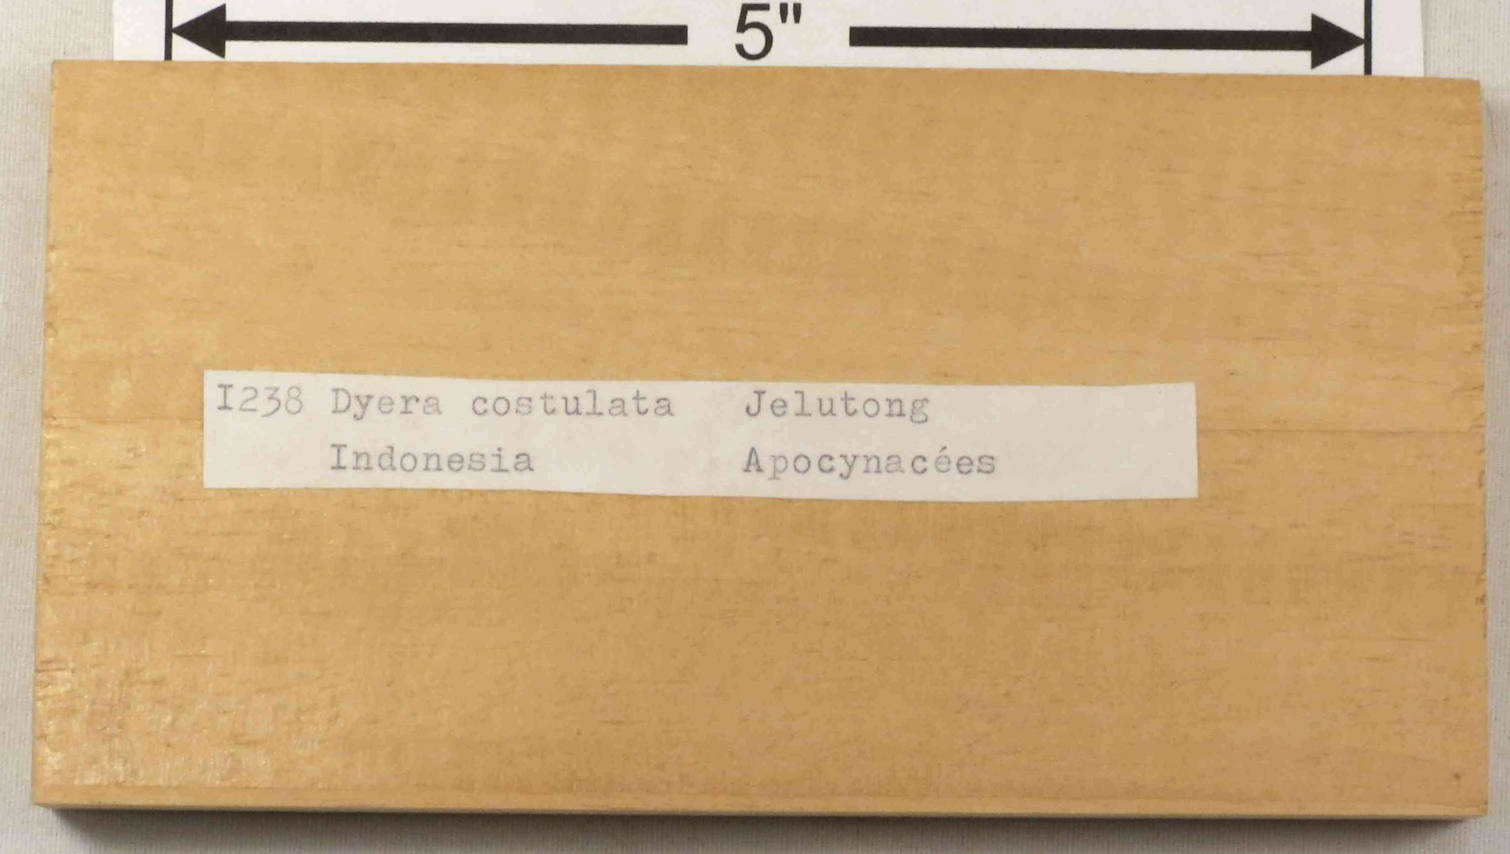 5"
I238 Dyera costulata Jelutong
Indonesia Apocynacées